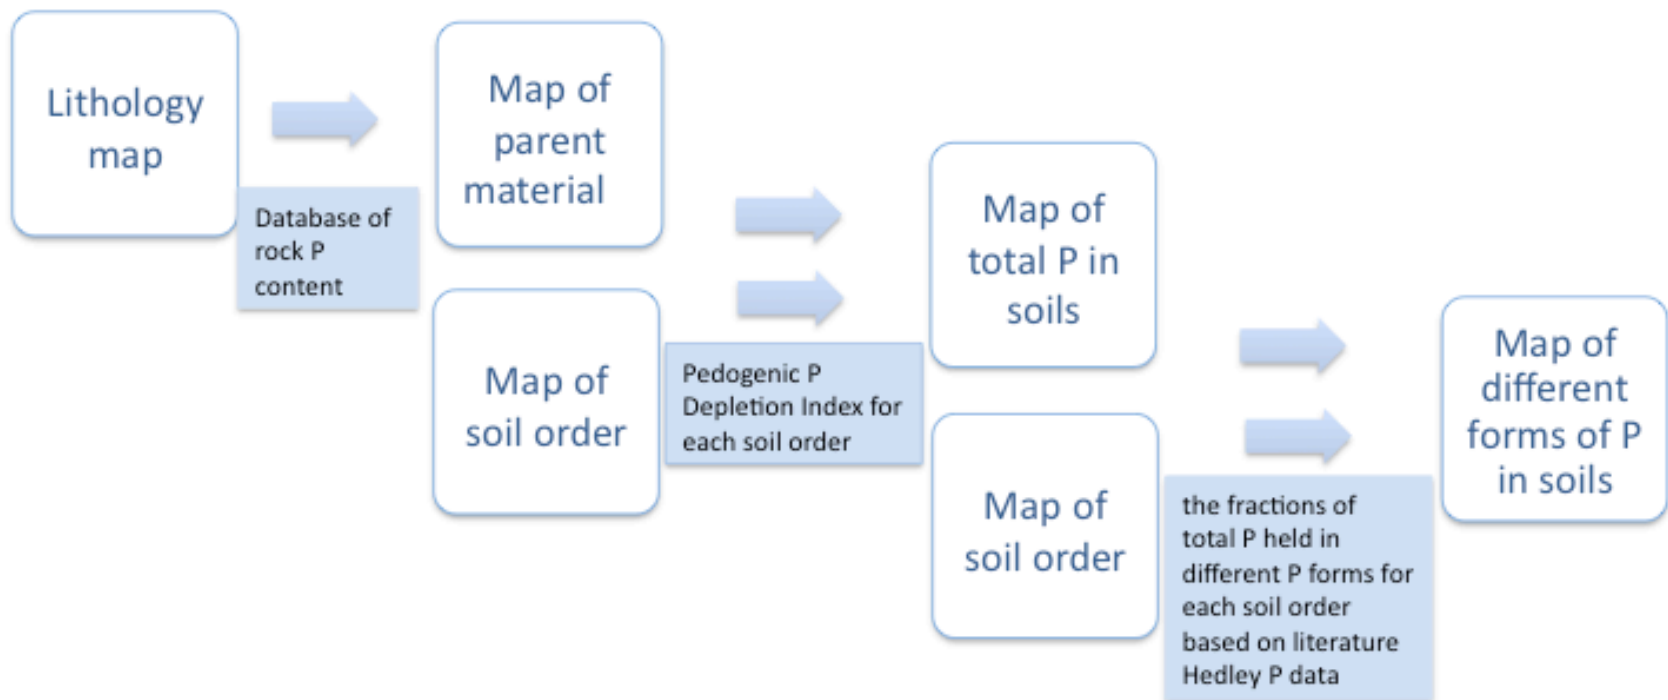 Lithology
map
Database of
rock P
content
Map of
parent
material
Map of
soil order
Pedogenic P
Depletion Index for
each soil order
Map of
total P in
soils
Map of
soil order
the fractions of
total P held in
different P forms for
each soil order
based on literature
Hedley P data
Map of
different
forms of P
in soils